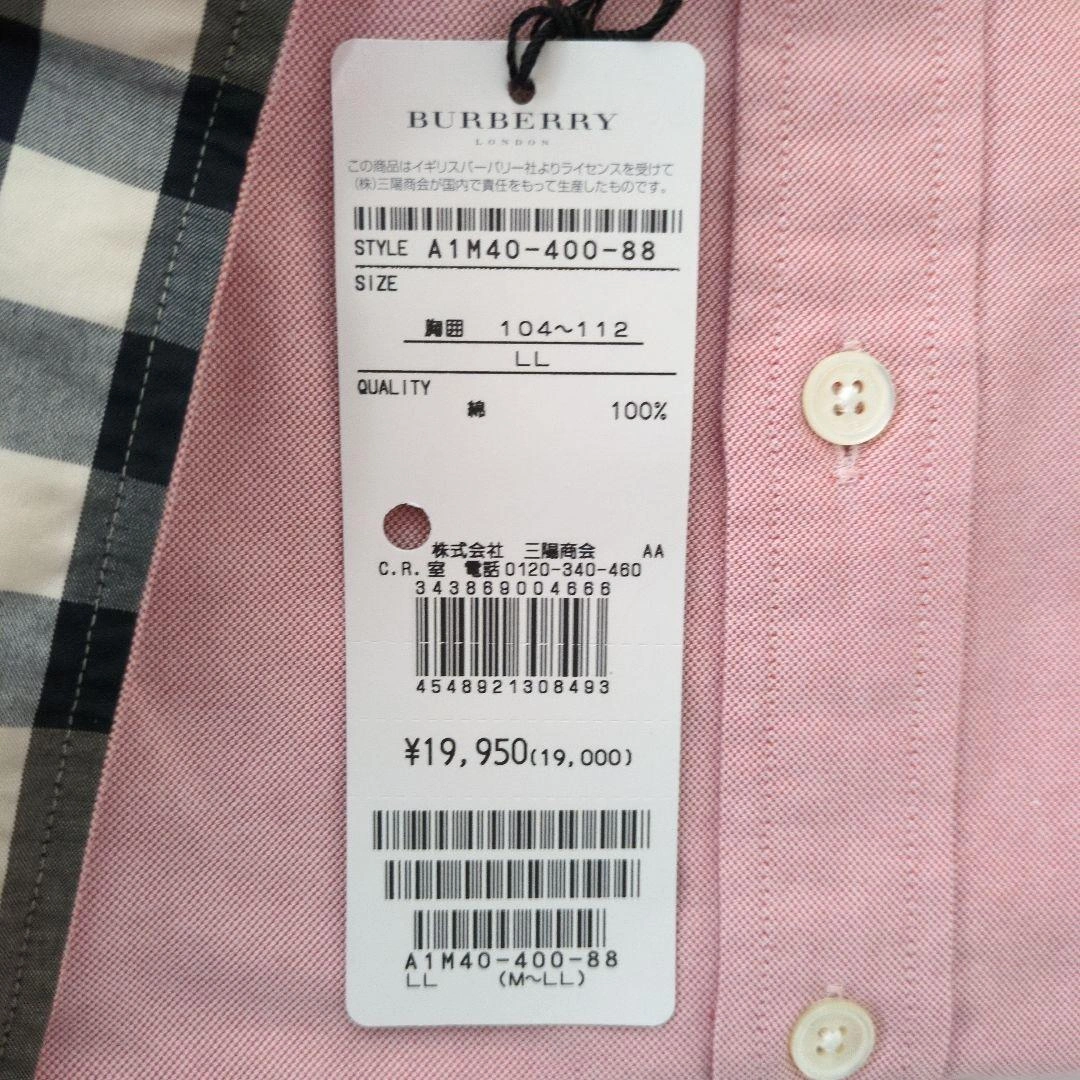 BURBERRY
LONDON
この商品はイギリスバーバリー社よりライセンスを受けて
(株)三陽商会が国内で責任をもって生産したものです。
STYLE A1M40-400-88
SIZE
胸囲 104~112
LL
QUALITY
綿 100%
株式会社 三陽商会 AA
C.R.室 電話0120-340-460
343869004666
4548921308493
¥19,950(19,000)
A1M40-400-88
LL (M~LL)